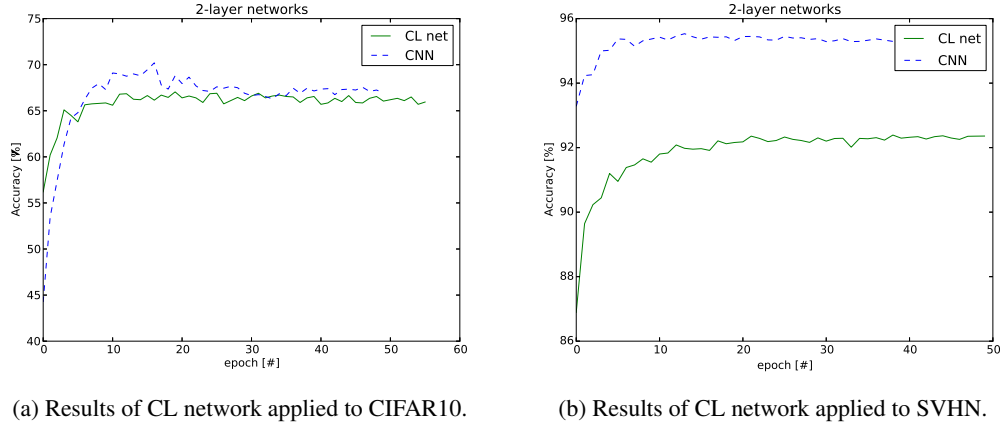 2-layer networks
75
70
65
60
55
50
45
40
Accuracy [%]
0 10 20 30 40 50 60
epoch [#]
CL net
CNN
(a) Results of CL network applied to CIFAR10.
2-layer networks
96
94
92
90
88
86
Accuracy [%]
0 10 20 30 40 50
epoch [#]
CL net
CNN
(b) Results of CL network applied to SVHN.